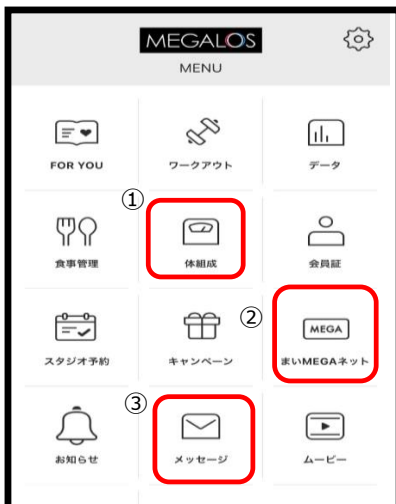 MEGALOS
MENU
FOR YOU
ワークアウト
データ
①
食事管理
体組成
会員証
②
MEGA
スタジオ予約
キャンペーン
まいMEGAネット
③
お知らせ
メッセージ
ムービー